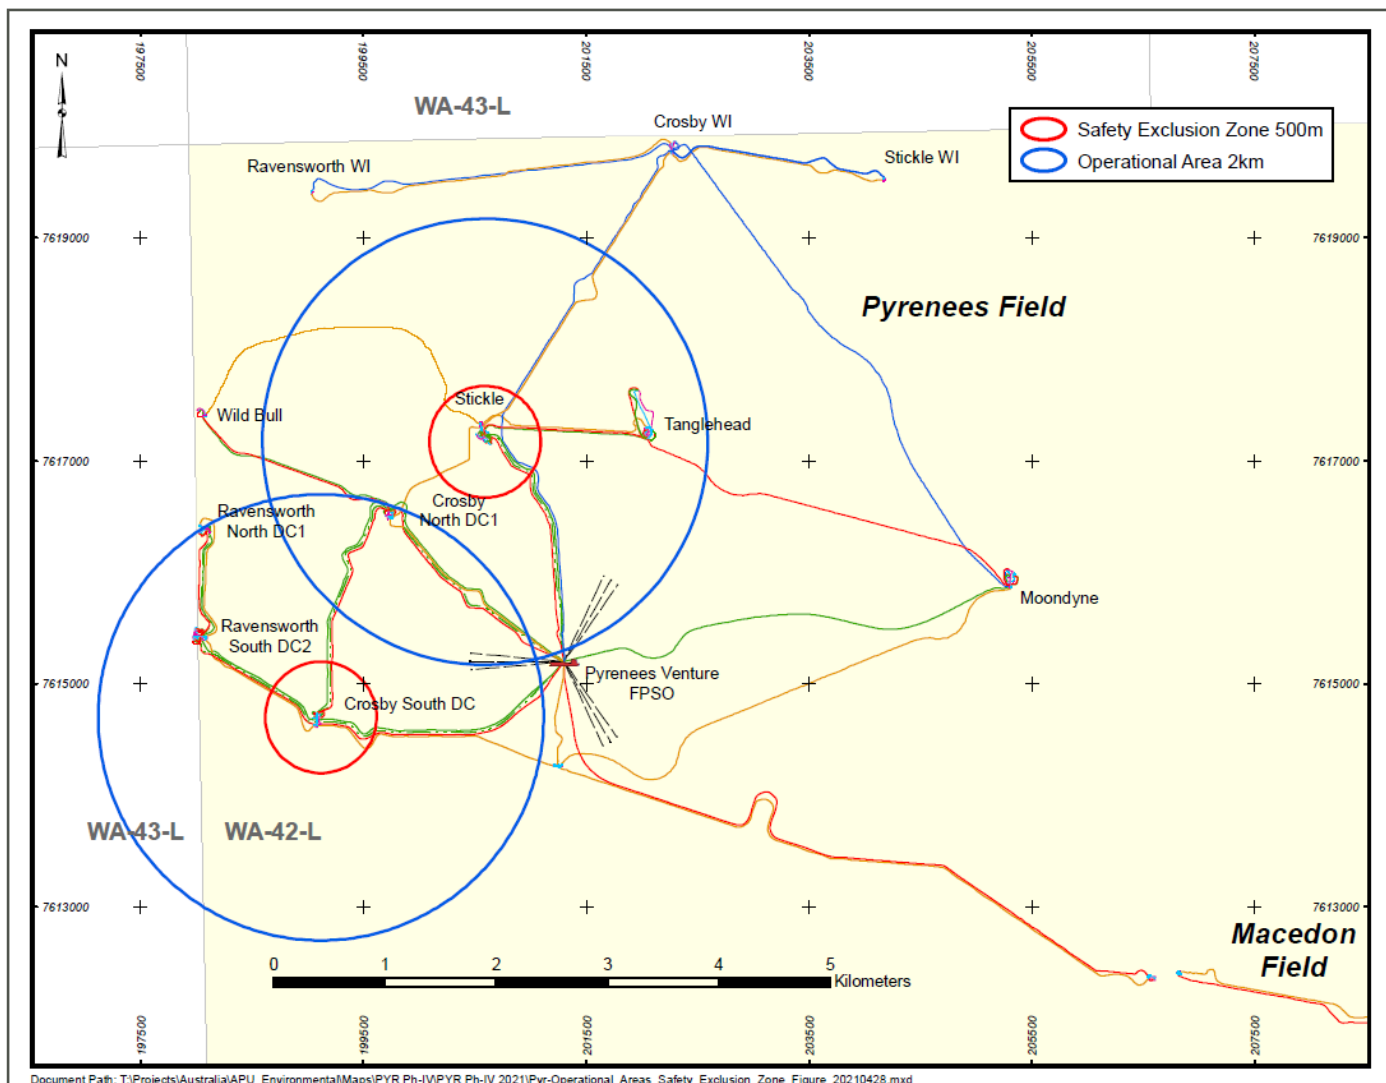 197500
199500
201500
203500
205500
207500
N
WA-43-L
Crosby WI
Safety Exclusion Zone 500m
Operational Area 2km
Ravensworth WI
Stickle WI
7619000
7619000
Pyrenees Field
Stickle
Wild Bull
Tanglehead
7617000
7617000
Crosby
North DC1
Ravensworth
North DC1
Moondyne
Ravensworth
South DC2
Pyrenees Venture
FPSO
7615000
7615000
Crosby South DC
WA-43-L
WA-42-L
7613000
7613000
Macedon
Field
0 1 2 3 4 5
Kilometers
197500
199500
201500
203500
205500
207500
Document Path: T:\Projects\Australia\APU_Environmental\Maps\PYR Ph-IV\PYR Ph-IV 2021\Pyr-Operational_Areas_Safety_Exclusion_Zone_Figure_20210428.mxd